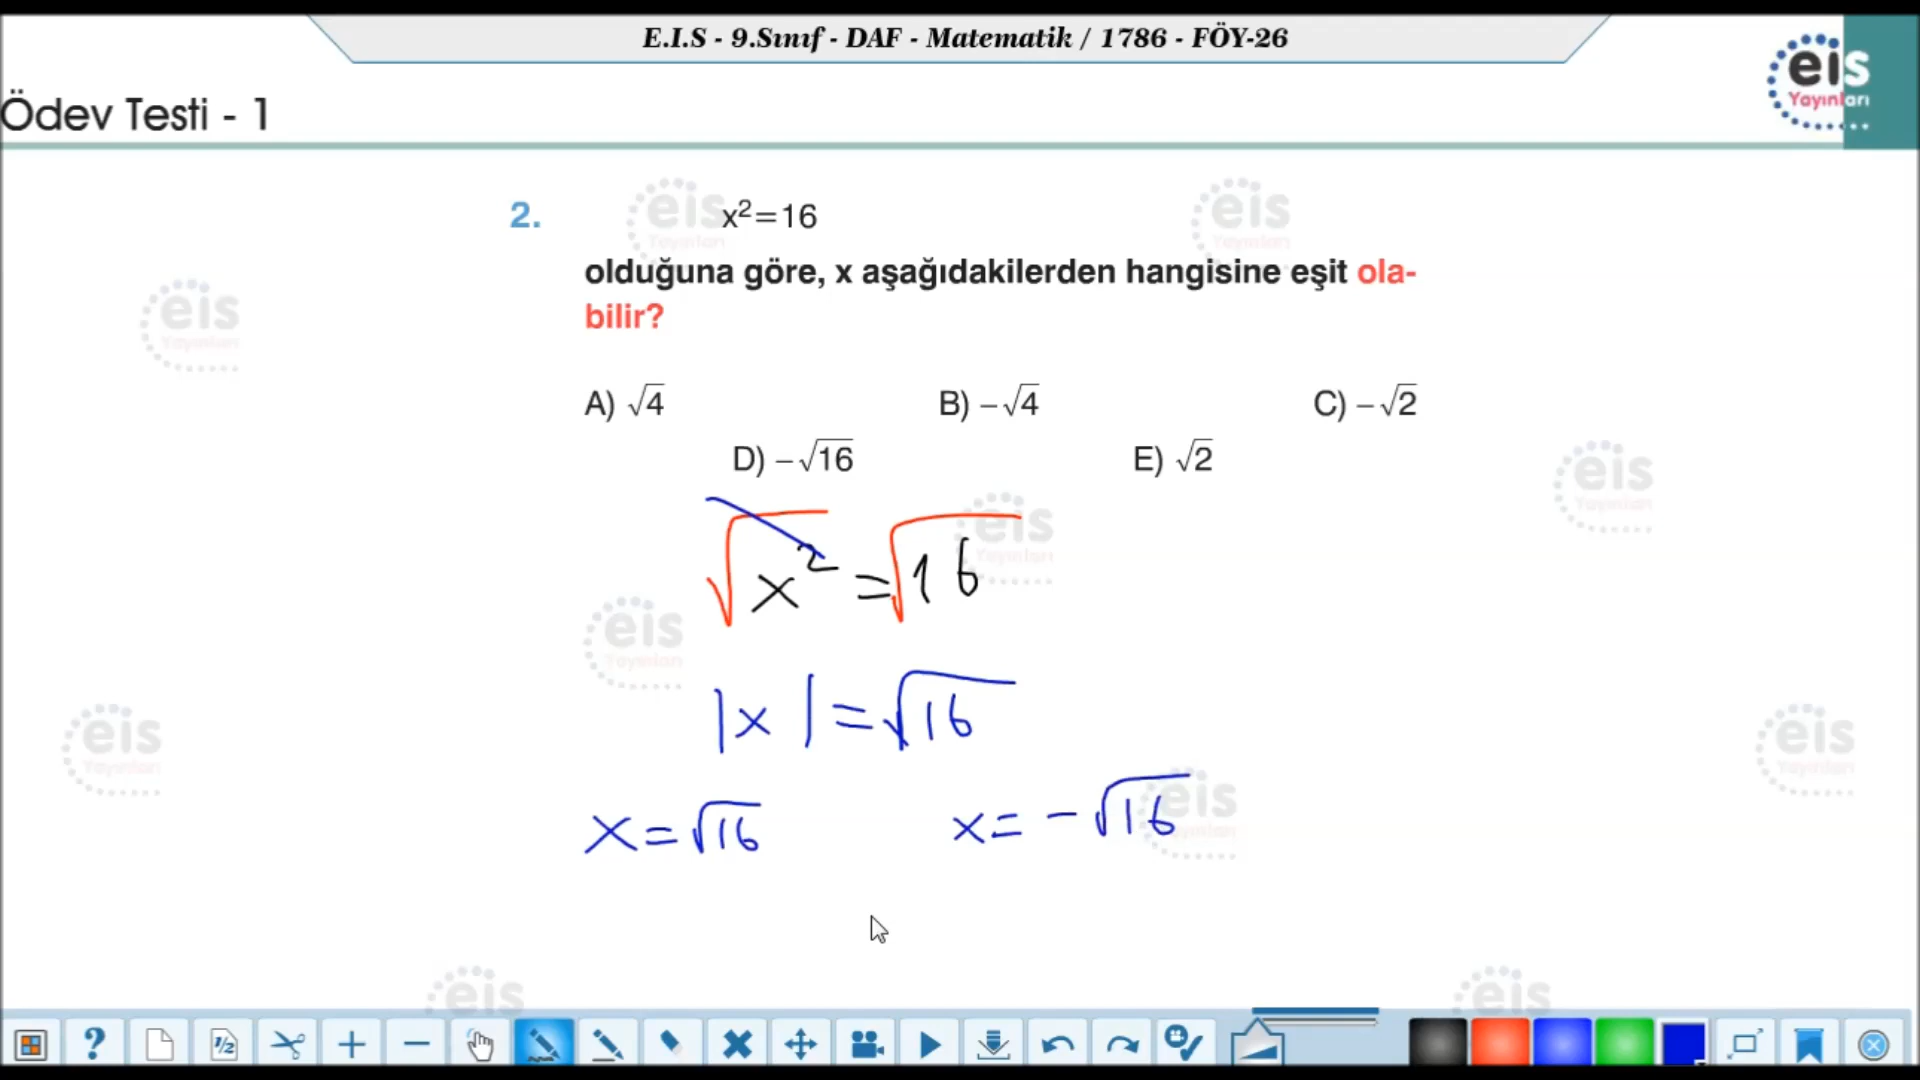 E.I.S - 9.Sınıf - DAF - Matematik / 1786 - FÖY-26
eis
Yayınları
Ödev Testi - 1
2. x²=16
olduğuna göre, x aşağıdakilerden hangisine eşit ola-
bilir?
A) √4 B) –√4 C) –√2
D) –√16 E) √2
√x² = √16
|x| = √16
x = √16 x = -√16